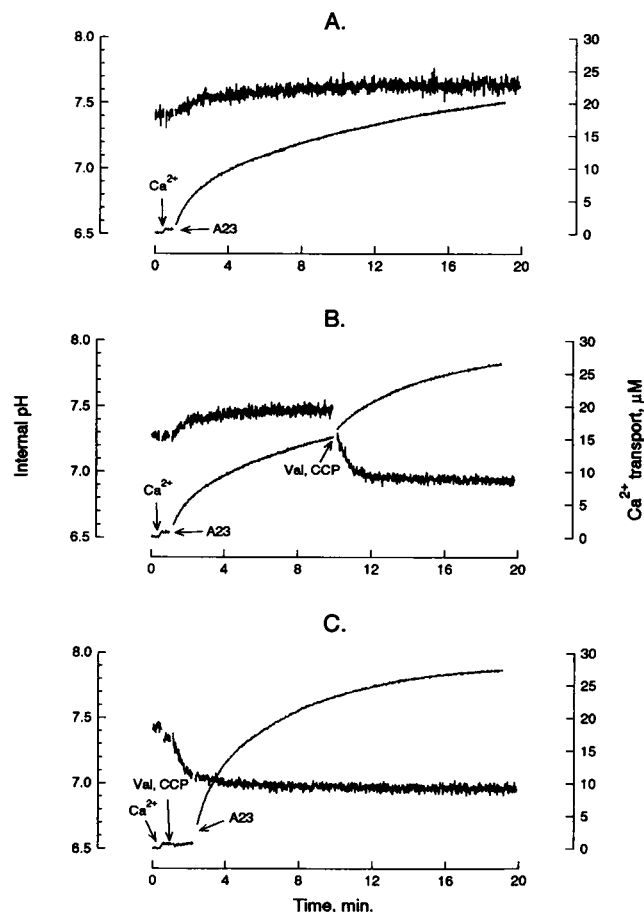 A.
8.0
7.5
7.0
6.5
30
25
20
15
10
5
0
Ca2+
A23
0 4 8 12 16 20
B.
8.0
7.5
7.0
6.5
30
25
20
15
10
5
0
Internal pH
Ca2+ transport, μM
Val, CCP
Ca2+
A23
0 4 8 12 16 20
C.
8.0
7.5
7.0
6.5
30
25
20
15
10
5
0
Val, CCP
Ca2+
A23
0 4 8 12 16 20
Time, min.